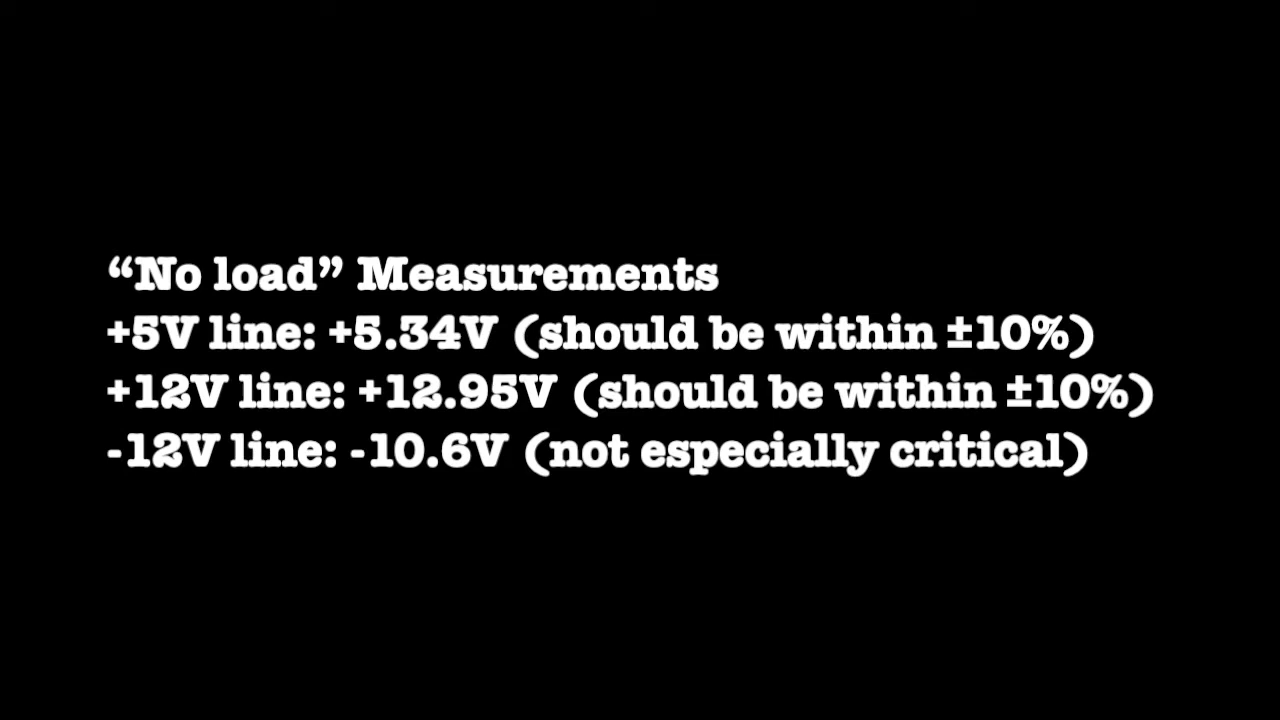 “No load” Measurements
+5V line: +5.34V (should be within ±10%)
+12V line: +12.95V (should be within ±10%)
-12V line: -10.6V (not especially critical)